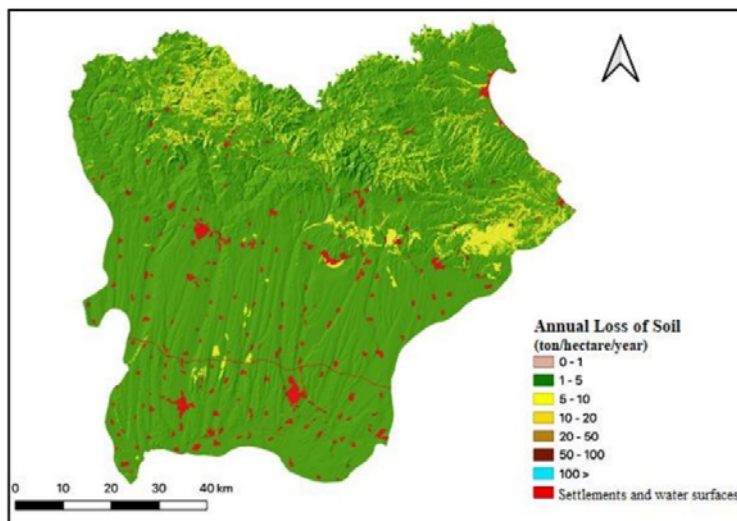 Annual Loss of Soil
(ton/hectare/year)
0 - 1
1 - 5
5 - 10
10 - 20
20 - 50
50 - 100
100 >
Settlements and water surfaces
0 10 20 30 40 km